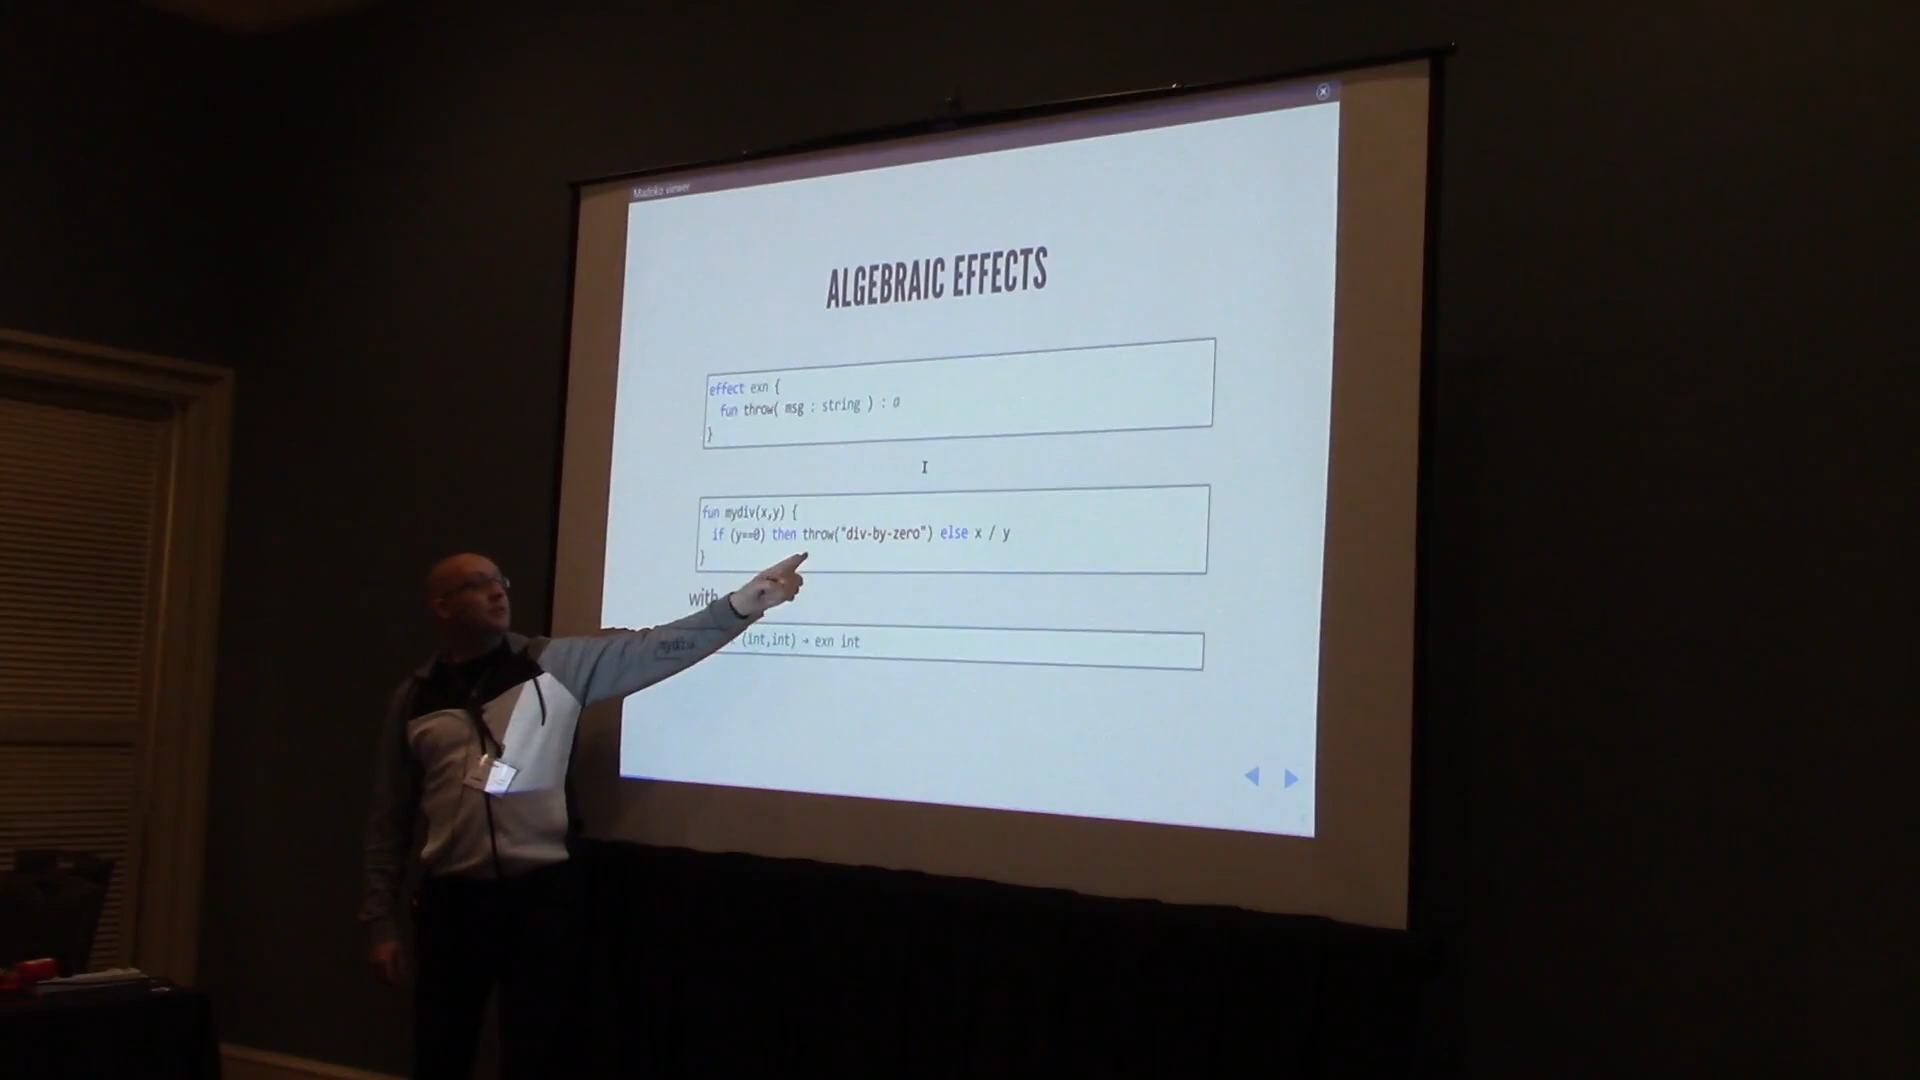 Madoko viewer
ALGEBRAIC EFFECTS
effect exn {
fun throw( msg : string ) : a
}
fun mydiv(x,y) {
if (y==0) then throw("div-by-zero") else x / y
}
with
mydiv : (int,int) → exn int